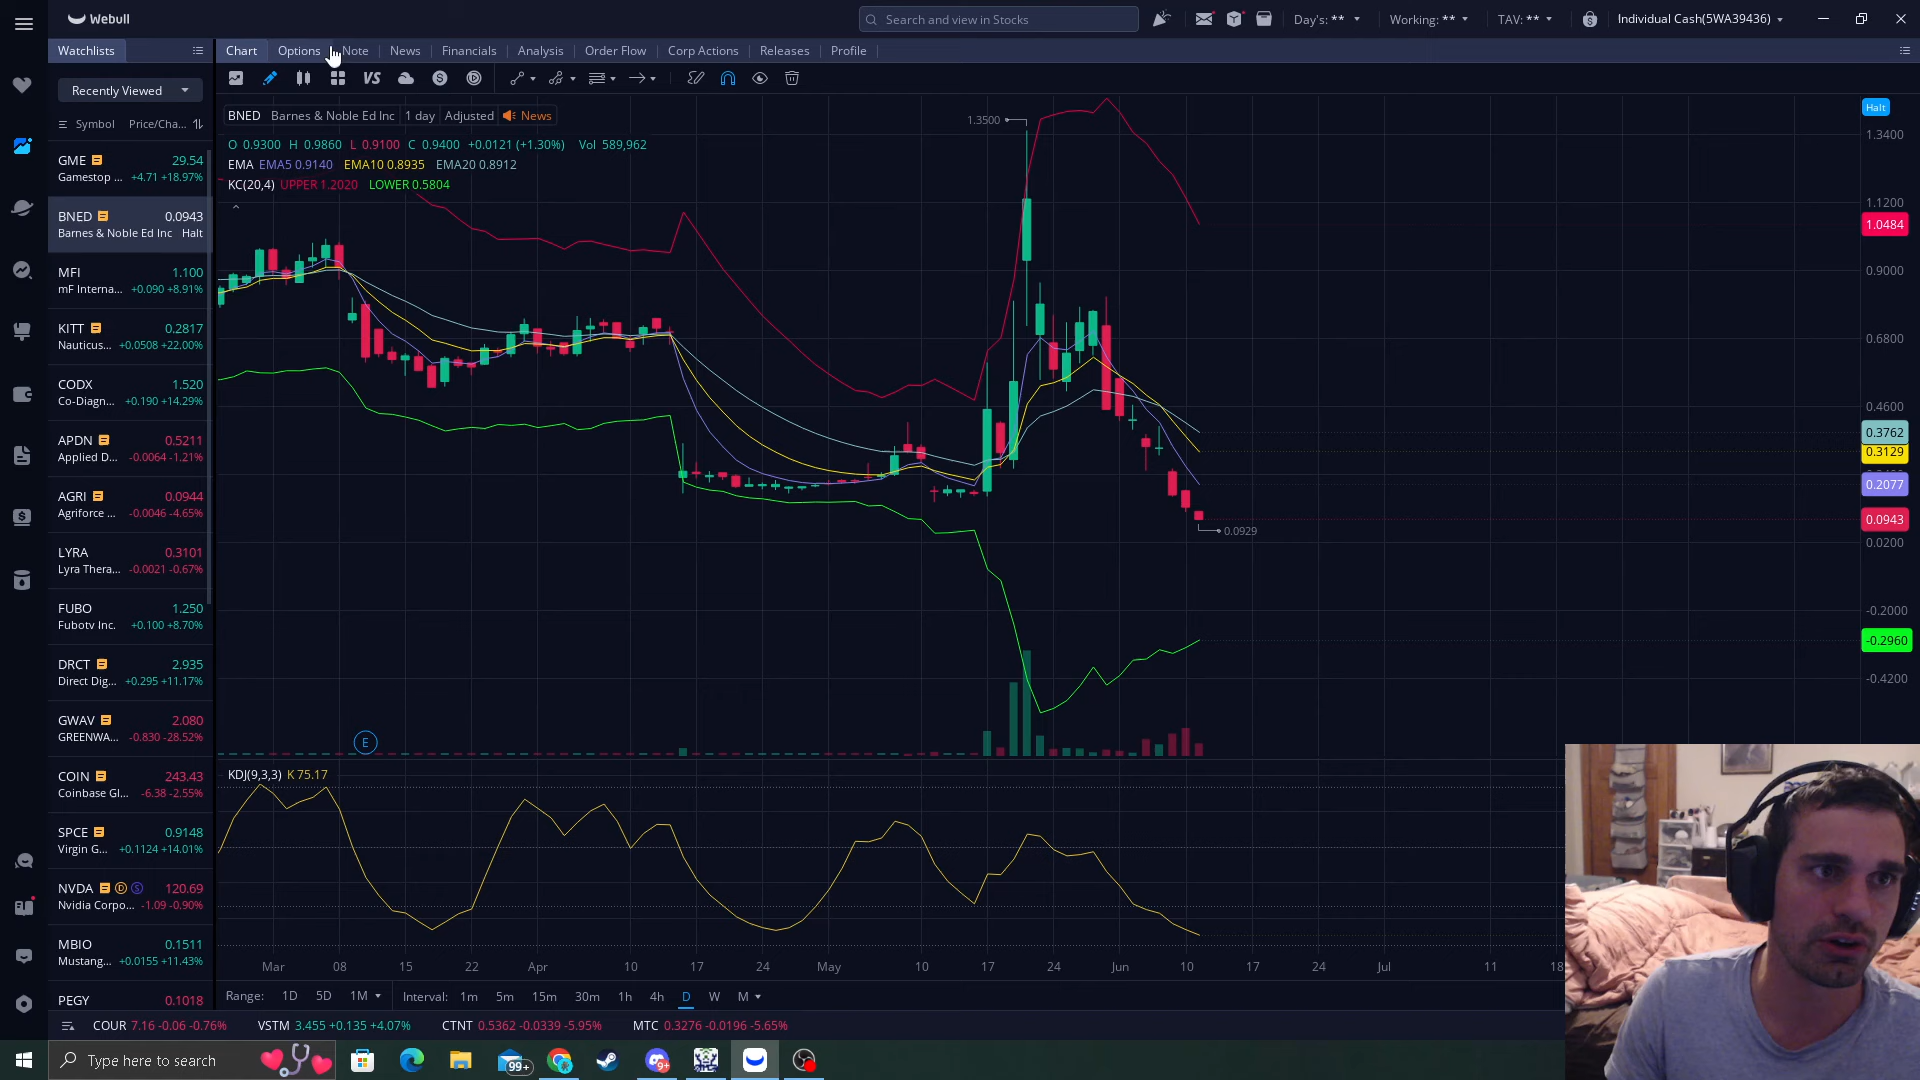 Webull
Search and view in Stocks
Day's: **
Working: **
TAV: **
Individual Cash(5WA39436)
Watchlists
Chart
Options
Note
News
Financials
Analysis
Order Flow
Corp Actions
Releases
Profile
Recently Viewed
Symbol Price/Cha...
GME 29.54
Gamestop ... +4.71 +18.97%
BNED 0.0943
Barnes & Noble Ed Inc Halt
MFI 1.100
mF Interna... +0.090 +8.91%
KITT 0.2817
Nauticus... +0.0508 +22.00%
CODX 1.520
Co-Diagn... +0.190 +14.29%
APDN 0.5211
Applied D... -0.0064 -1.21%
AGRI 0.0944
Agriforce ... -0.0046 -4.65%
LYRA 0.3101
Lyra Thera... -0.0021 -0.67%
FUBO 1.250
Fubotv Inc. +0.100 +8.70%
DRCT 2.935
Direct Dig... +0.295 +11.17%
GWAV 2.080
GREENWA... -0.830 -28.52%
COIN 243.43
Coinbase Gl... -6.38 -2.55%
SPCE 0.9148
Virgin G... +0.1124 +14.01%
NVDA D S 120.69
Nvidia Corpo... -1.09 -0.90%
MBIO 0.1511
Mustang... +0.0155 +11.43%
PEGY 0.1018
VS
BNED Barnes & Noble Ed Inc 1 day Adjusted News
O 0.9300 H 0.9860 L 0.9100 C 0.9400 +0.0121 (+1.30%) Vol 589,962
EMA EMA5 0.9140 EMA10 0.8935 EMA20 0.8912
KC(20,4) UPPER 1.2020 LOWER 0.5804
1.3500
0.0929
E
Halt
1.3400
1.1200
1.0484
0.9000
0.6800
0.4600
0.3762
0.3129
0.2077
0.0943
0.0200
-0.2000
-0.2960
-0.4200
KDJ(9,3,3) K 75.17
Mar 08 15 22 Apr 10 17 24 May 10 17 24 Jun 10 17 24 Jul 11 18
Range: 1D 5D 1M
Interval: 1m 5m 15m 30m 1h 4h D W M
COUR 7.16 -0.06 -0.76%
VSTM 3.455 +0.135 +4.07%
CTNT 0.5362 -0.0339 -5.95%
MTC 0.3276 -0.0196 -5.65%
Type here to search
99+
9+